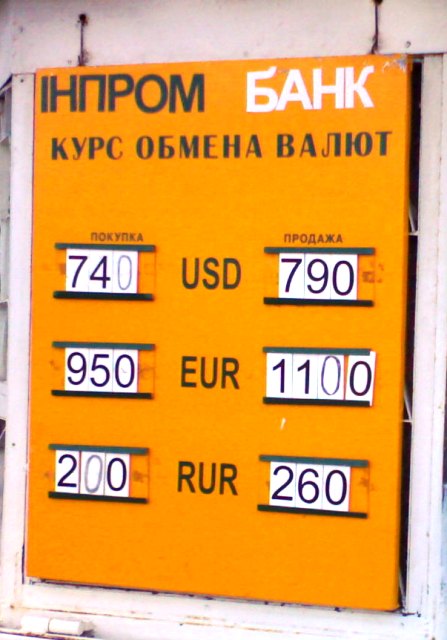 ІНПРОМ БАНК
КУРС ОБМЕНА ВАЛЮТ
ПОКУПКА ПРОДАЖА
740 USD 790
950 EUR 1100
200 RUR 260